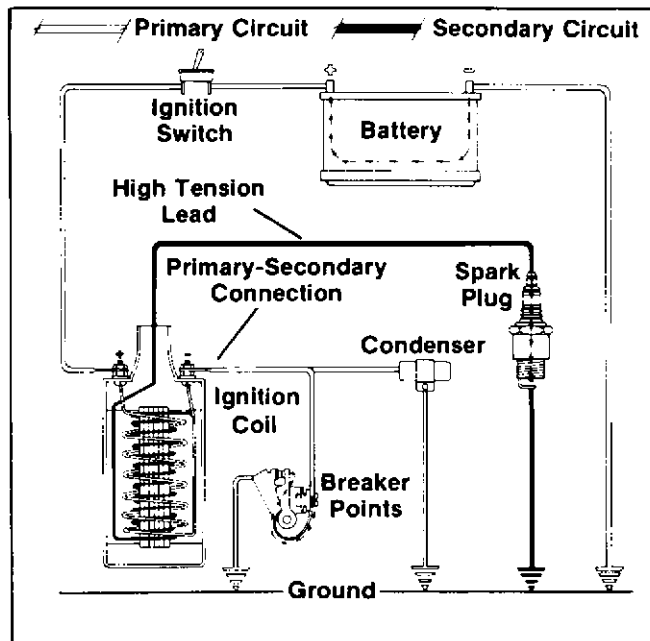 Primary Circuit
Secondary Circuit
+
-
Ignition
Switch
Battery
High Tension
Lead
Primary-Secondary
Connection
Spark
Plug
Condenser
+
-
Ignition
Coil
Breaker
Points
Ground